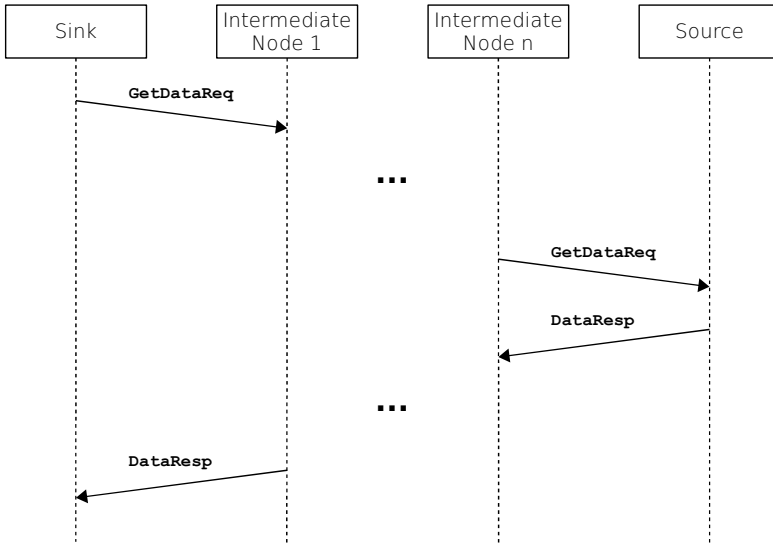 Sink
Intermediate
Node 1
Intermediate
Node n
Source
GetDataReq
...
GetDataReq
DataResp
...
DataResp